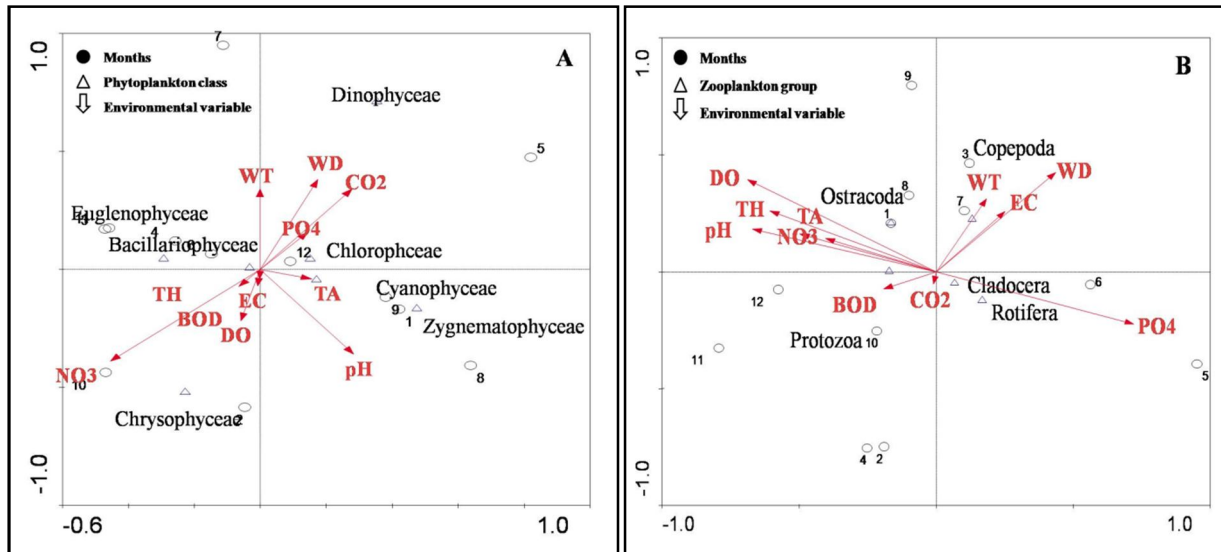 1.0
7
A
Months
Phytoplankton class
Environmental variable
Dinophyceae
5
WD
WT
CO2
Euglenophyceae
4
PO4
Bacillariophyceae
12
Chlorophceae
TH
EC
TA
Cyanophyceae
BOD
9
1
Zygnematophyceae
DO
NO3
10
pH
8
Chrysophyceae
2
-1.0
-0.6
1.0
1.0
9
B
Months
Zooplankton group
Environmental variable
3
Copepoda
DO
WT
WD
Ostracoda
8
TH
TA
1
7
EC
pH
NO3
BOD
CO2
Cladocera
6
12
Rotifera
Protozoa
10
PO4
11
5
4
2
-1.0
-1.0
1.0